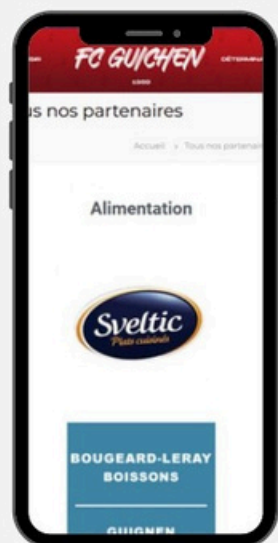 FC GUICHEN
us nos partenaires
Accueil > Tous nos partenair
Alimentation
Sveltic
Plats cuisinés
BOUGEARD-LERAY
BOISSONS
GUIGNEN